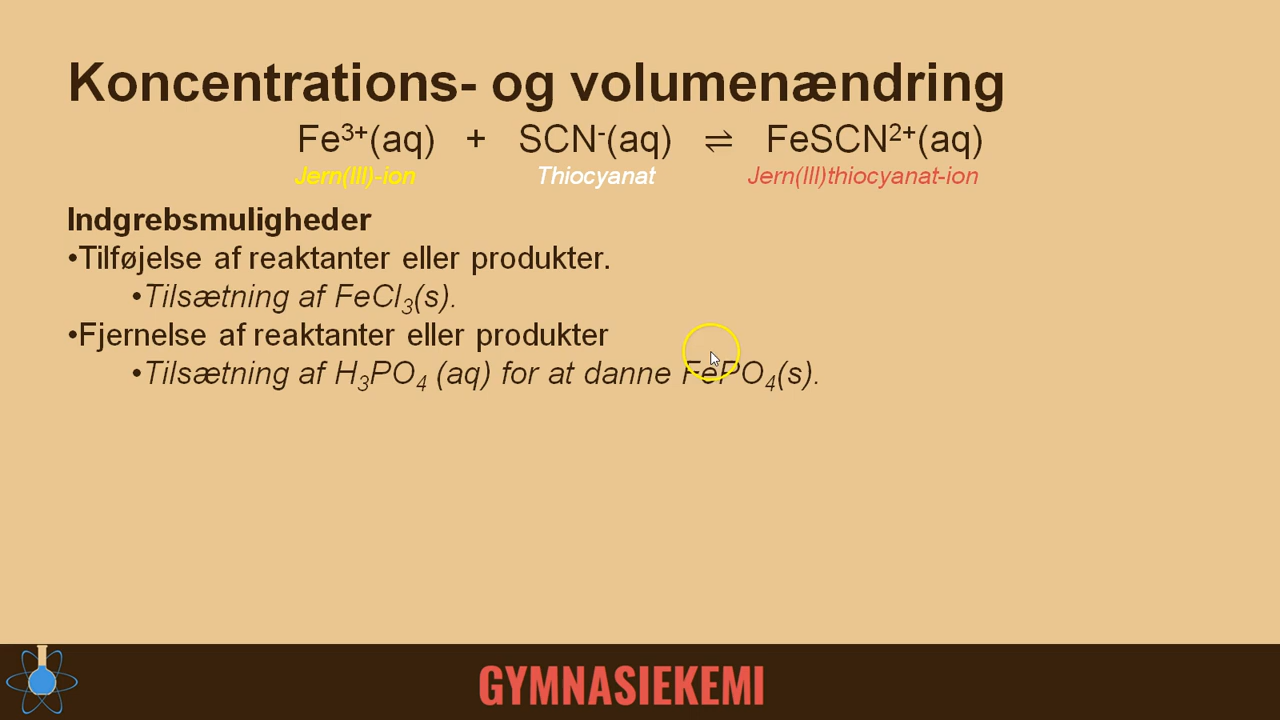 Koncentrations- og volumenændring
Fe³⁺(aq) + SCN⁻(aq) ⇌ FeSCN²⁺(aq)
Jern(III)-ion Thiocyanat Jern(III)thiocyanat-ion
Indgrebsmuligheder
•Tilføjelse af reaktanter eller produkter.
•Tilsætning af FeCl₃(s).
•Fjernelse af reaktanter eller produkter
•Tilsætning af H₃PO₄ (aq) for at danne FePO₄(s).
GYMNASIEKEMI